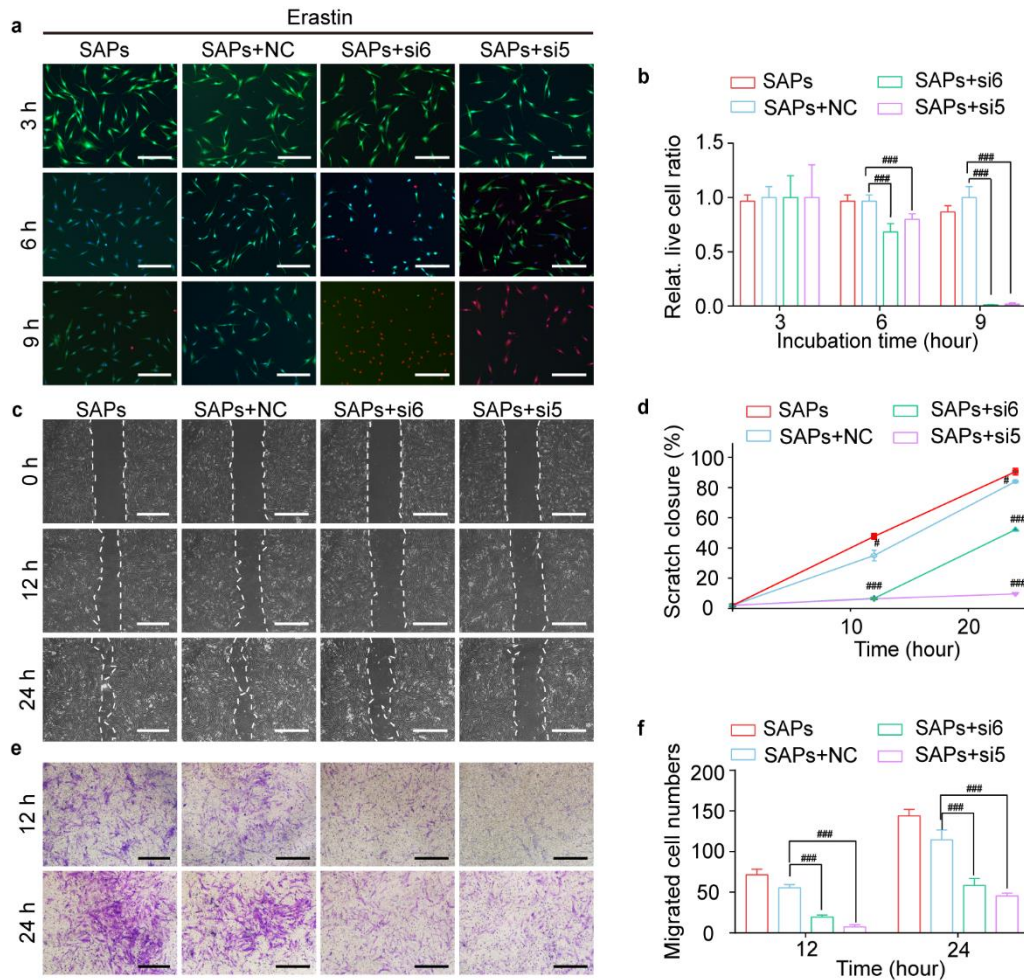 a
Erastin
SAPs SAPs+NC SAPs+si6 SAPs+si5
3 h
6 h
9 h
b
SAPs SAPs+si6
SAPs+NC SAPs+si5
Relat. live cell ratio
1.5
1.0
0.5
0.0
### ###
### ###
3 6 9
Incubation time (hour)
c
SAPs SAPs+NC SAPs+si6 SAPs+si5
0 h
12 h
24 h
d
SAPs SAPs+si6
SAPs+NC SAPs+si5
Scratch closure (%)
100
80
60
40
20
0
#
###
#
###
###
10 20
Time (hour)
e
12 h
24 h
f
SAPs SAPs+si6
SAPs+NC SAPs+si5
Migrated cell numbers
200
150
100
50
0
###
###
###
###
12 24
Time (hour)